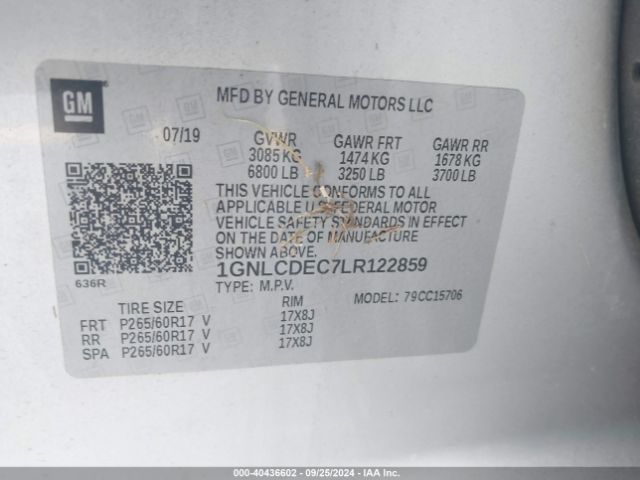 GM
MFD BY GENERAL MOTORS LLC
07/19 GVWR GAWR FRT GAWR RR
3085 KG 1474 KG 1678 KG
6800 LB 3250 LB 3700 LB
THIS VEHICLE CONFORMS TO ALL
APPLICABLE U.S. FEDERAL MOTOR
VEHICLE SAFETY STANDARDS IN EFFECT
ON THE DATE OF MANUFACTURE
SHOWN ABOVE.
636R
1GNLCDEC7LR122859
TYPE: M.P.V. MODEL: 79CC15706
TIRE SIZE RIM
FRT P265/60R17 V 17X8J
RR P265/60R17 V 17X8J
SPA P265/60R17 V 17X8J
000-40436602 - 09/25/2024 - IAA Inc.